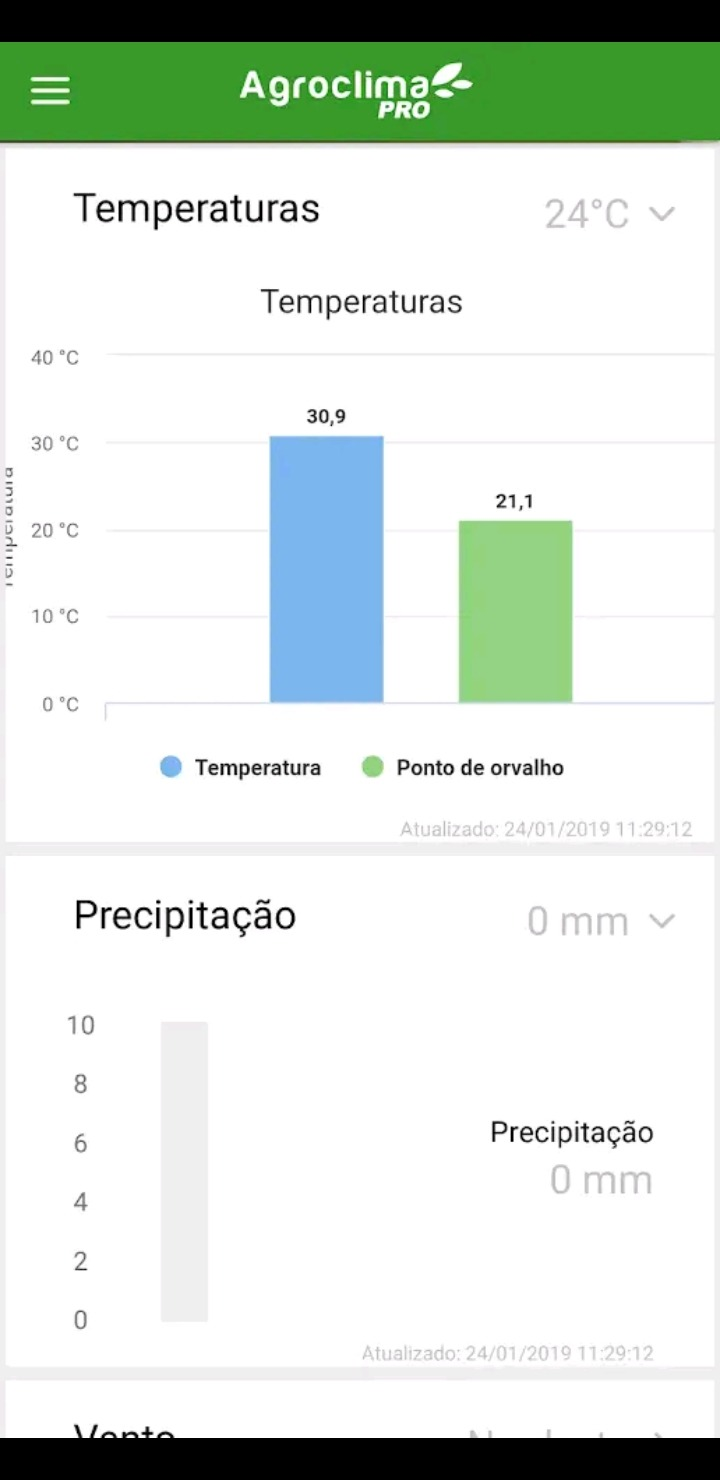 Agroclima
PRO
Temperaturas 24°C
Temperaturas
40 °C
30,9
30 °C
Temperatura
21,1
20 °C
10 °C
0 °C
Temperatura Ponto de orvalho
Atualizado: 24/01/2019 11:29:12
Precipitação 0 mm
10
8
6
4
2
0
Precipitação
0 mm
Atualizado: 24/01/2019 11:29:12
Vento